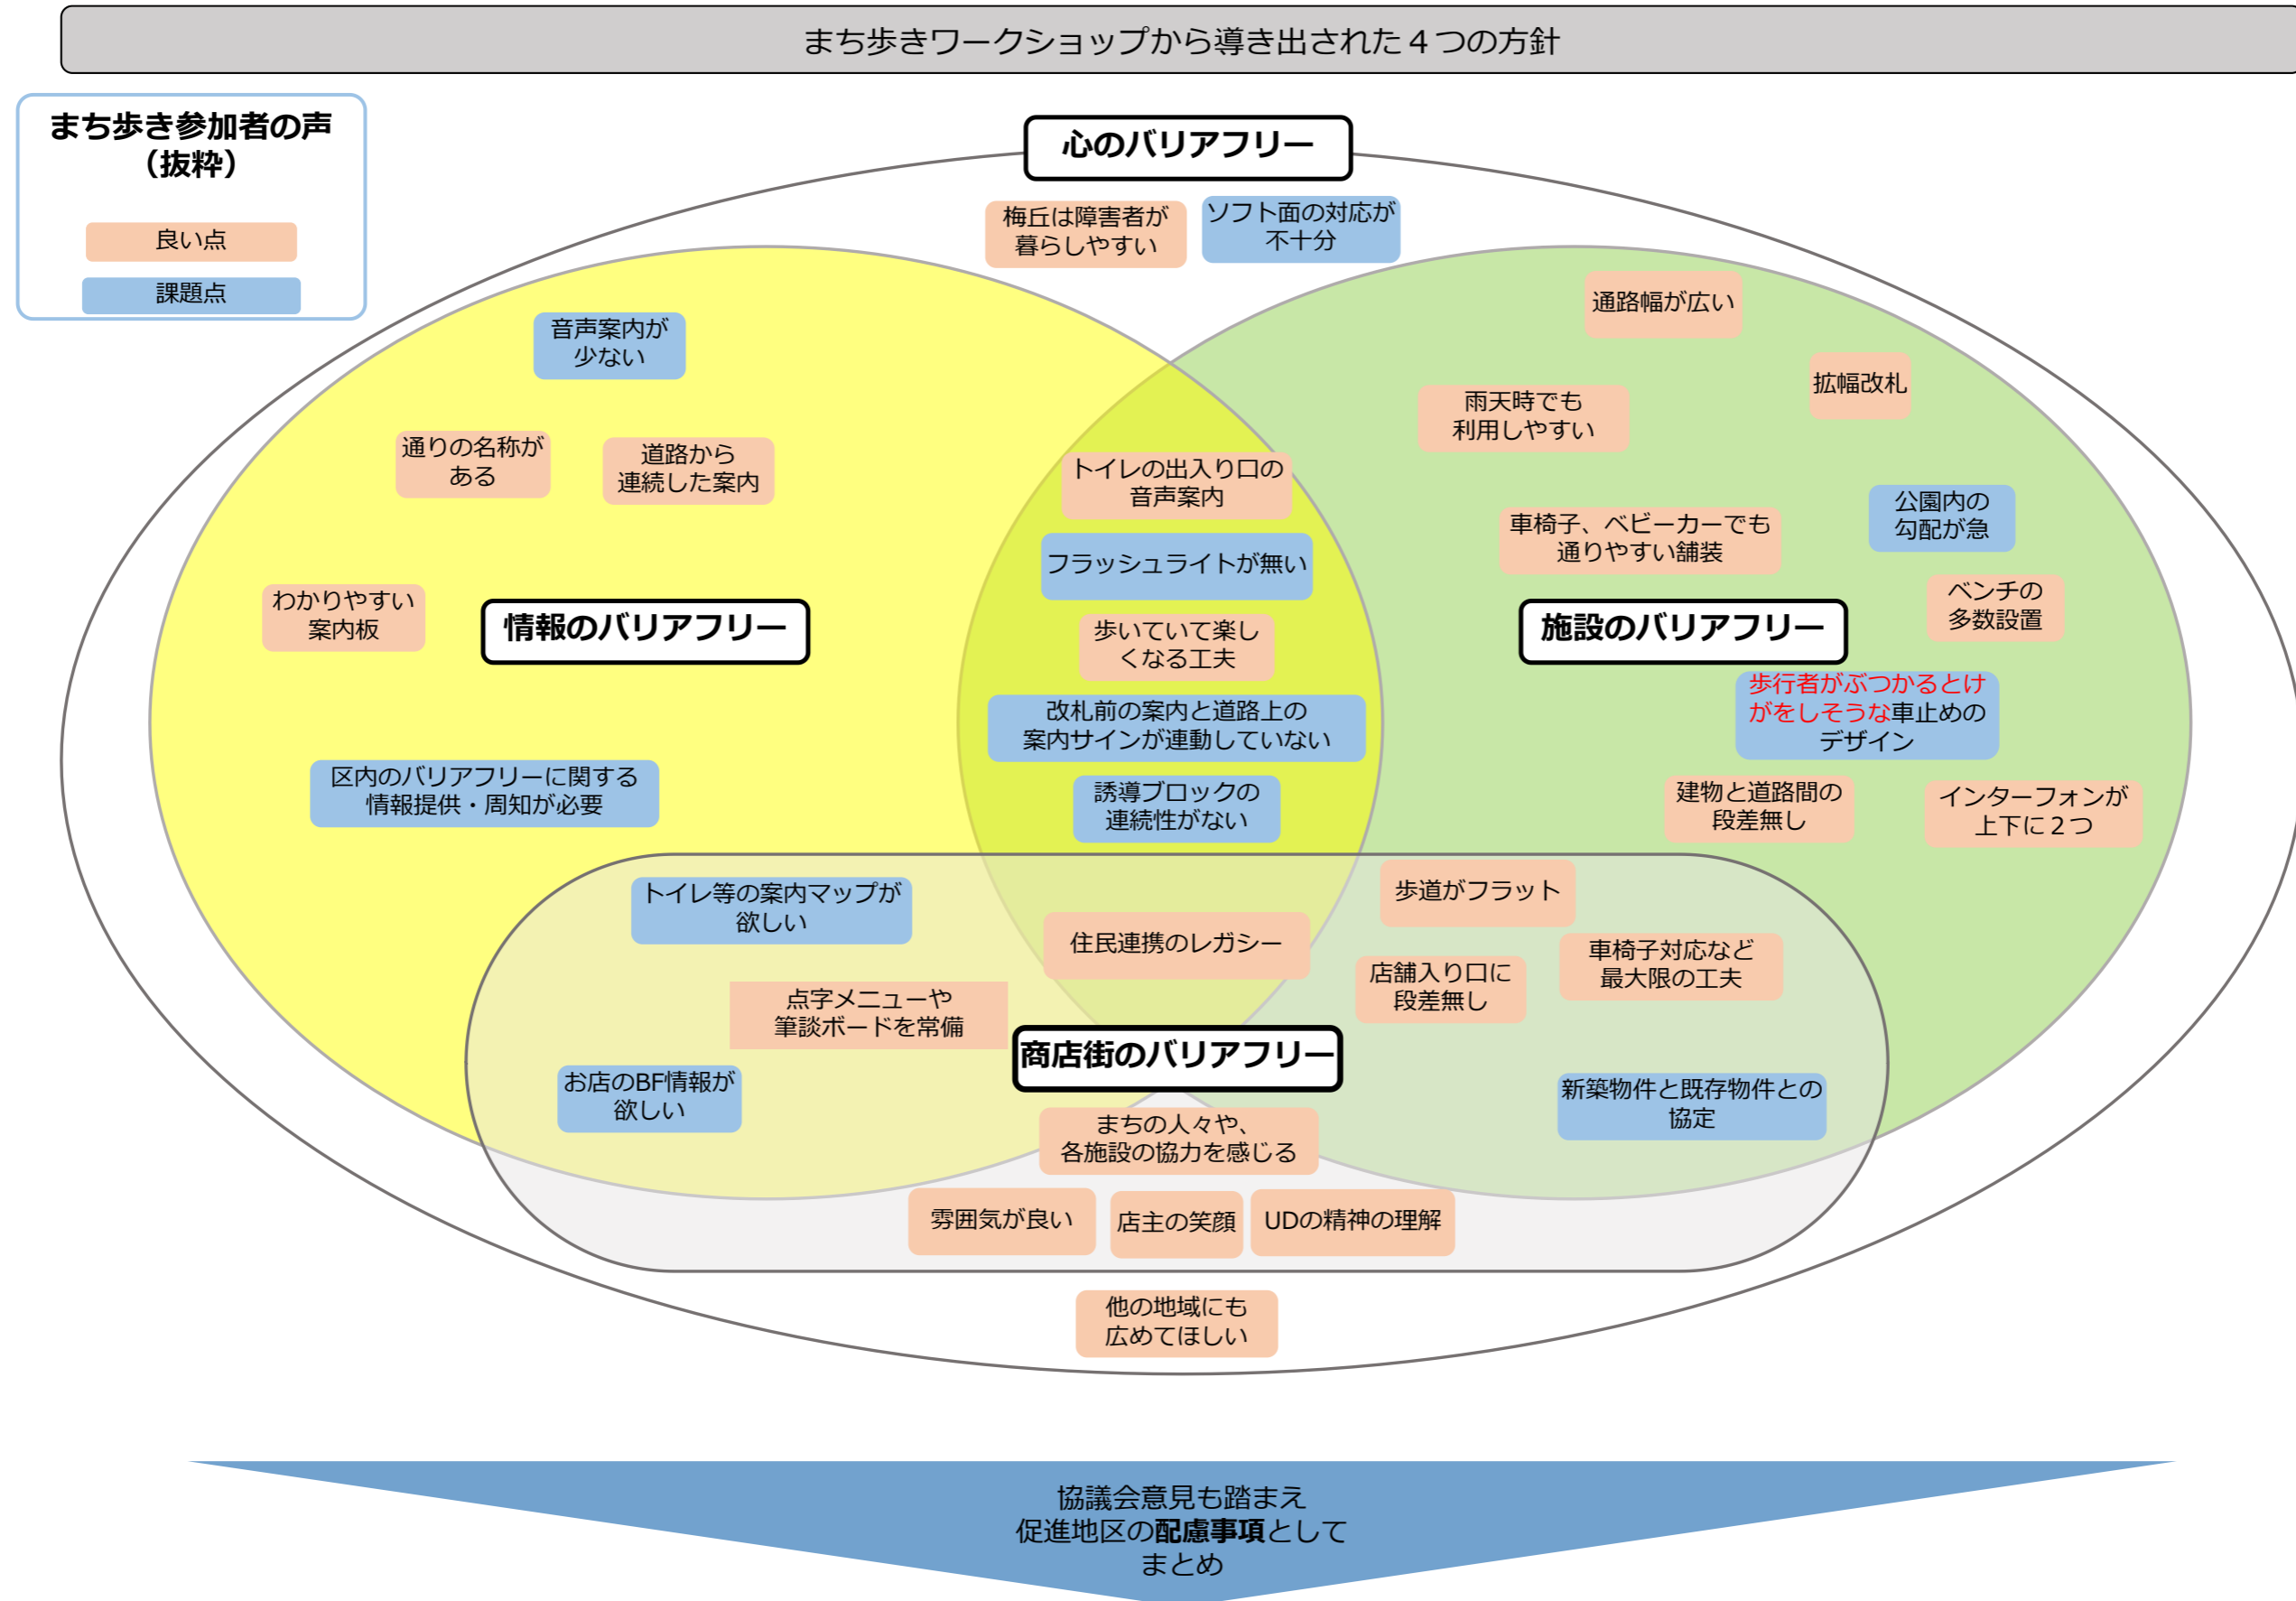 まち歩きワークショップから導き出された４つの方針
まち歩き参加者の声
（抜粋）
良い点
課題点
心のバリアフリー
梅丘は障害者が
暮らしやすい
ソフト面の対応が
不十分
音声案内が
少ない
通りの名称が
ある
道路から
連続した案内
わかりやすい
案内板
情報のバリアフリー
区内のバリアフリーに関する
情報提供・周知が必要
トイレの出入り口の
音声案内
フラッシュライトが無い
歩いていて楽し
くなる工夫
改札前の案内と道路上の
案内サインが連動していない
誘導ブロックの
連続性がない
通路幅が広い
拡幅改札
雨天時でも
利用しやすい
車椅子、ベビーカーでも
通りやすい舗装
公園内の
勾配が急
ベンチの
多数設置
施設のバリアフリー
歩行者がぶつかるとけ
がをしそうな車止めの
デザイン
建物と道路間の
段差無し
インターフォンが
上下に２つ
トイレ等の案内マップが
欲しい
点字メニューや
筆談ボードを常備
お店のBF情報が
欲しい
住民連携のレガシー
歩道がフラット
店舗入り口に
段差無し
車椅子対応など
最大限の工夫
新築物件と既存物件との
協定
商店街のバリアフリー
まちの人々や、
各施設の協力を感じる
雰囲気が良い
店主の笑顔
UDの精神の理解
他の地域にも
広めてほしい
協議会意見も踏まえ
促進地区の配慮事項として
まとめ